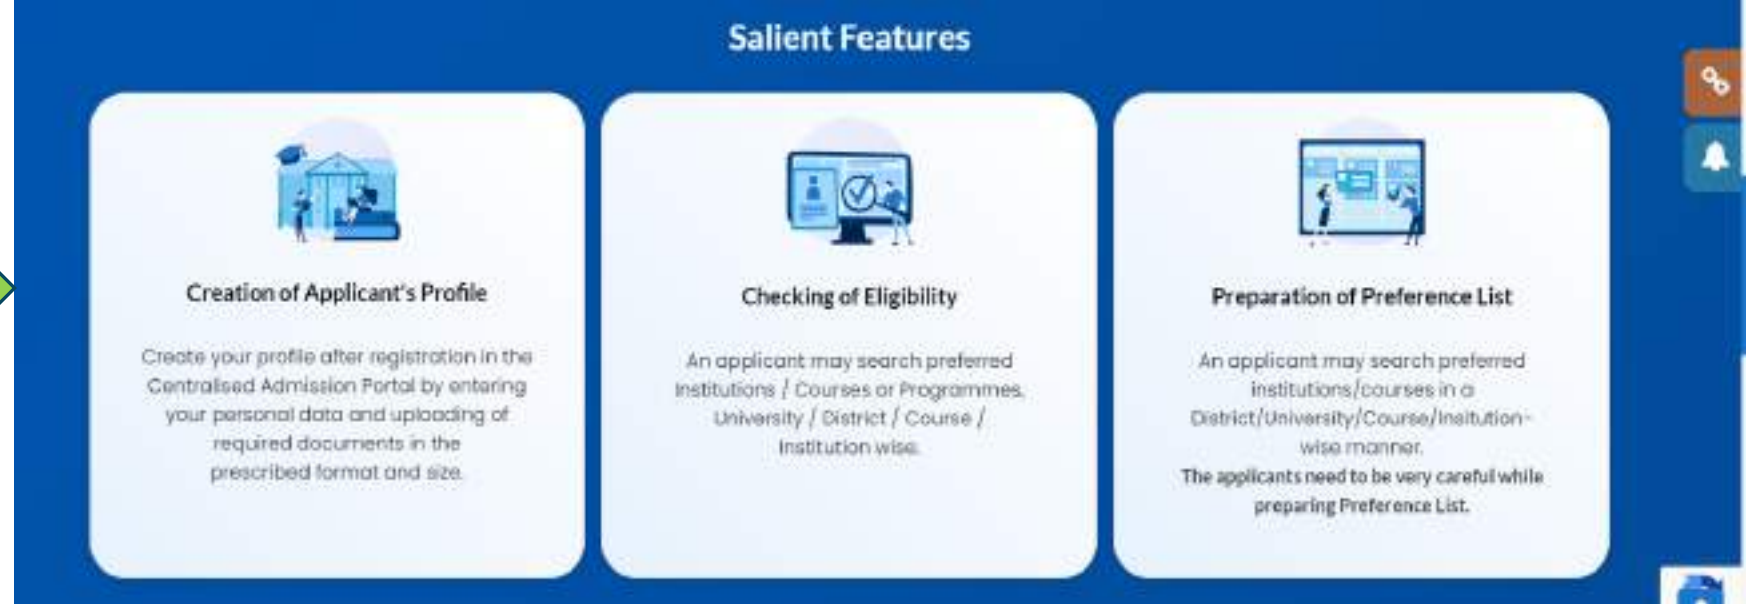 Salient Features
Creation of Applicant's Profile
Create your profile after registration in the
Centralised Admission Portal by entering
your personal data and uploading of
required documents in the
prescribed format and size.
Checking of Eligibility
An applicant may search preferred
Institutions / Courses or Programmes,
University / District / Course /
Institution wise.
Preparation of Preference List
An applicant may search preferred
institutions/courses in a
District/University/Course/Insitution-
wise manner.
The applicants need to be very careful while
preparing Preference List.